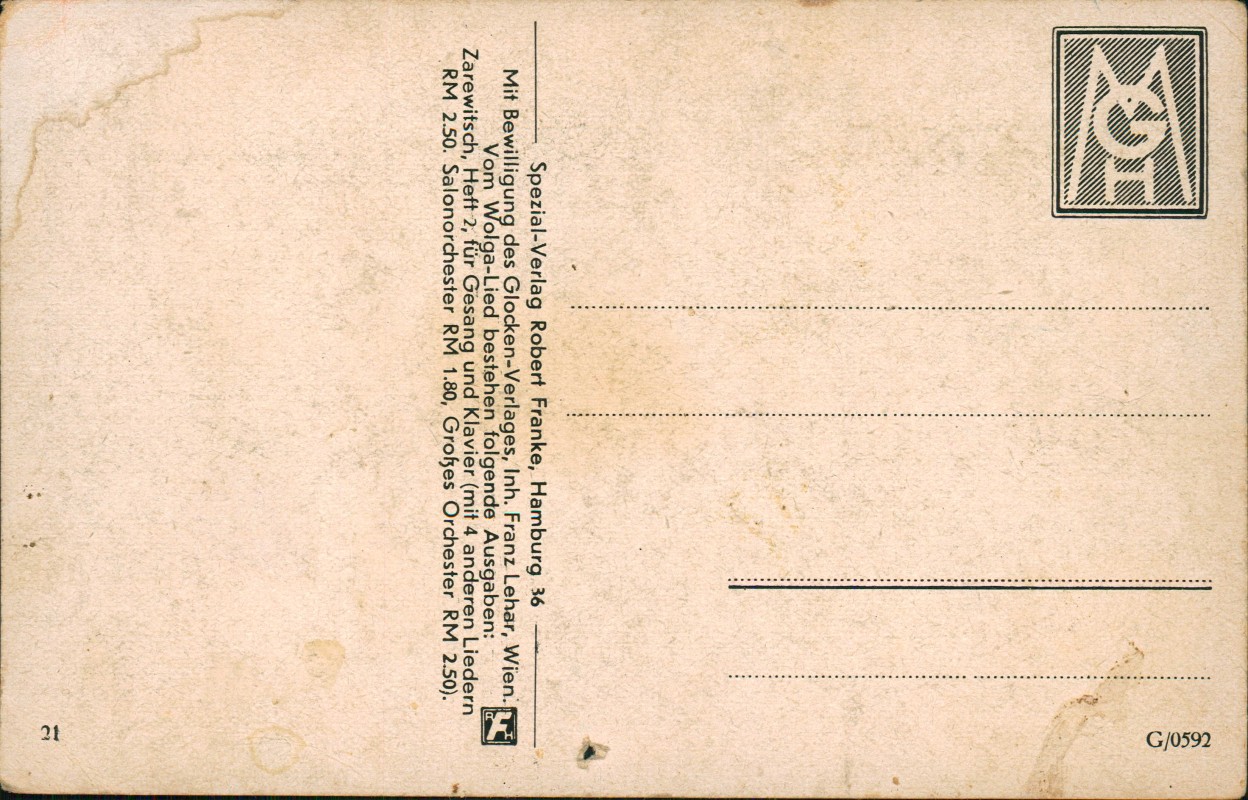 Spezial-Verlag Robert Franke, Hamburg 36
Mit Bewilligung des Glocken-Verlages, Inh. Franz Lehar, Wien.
Vom Wolga-Lied bestehen folgende Ausgaben:
Zarewitsch, Heft 2, für Gesang und Klavier (mit 4 anderen Liedern
RM 2.50. Salonorchester RM 1.80, Großes Orchester RM 2.50).
MGH
21
G/0592